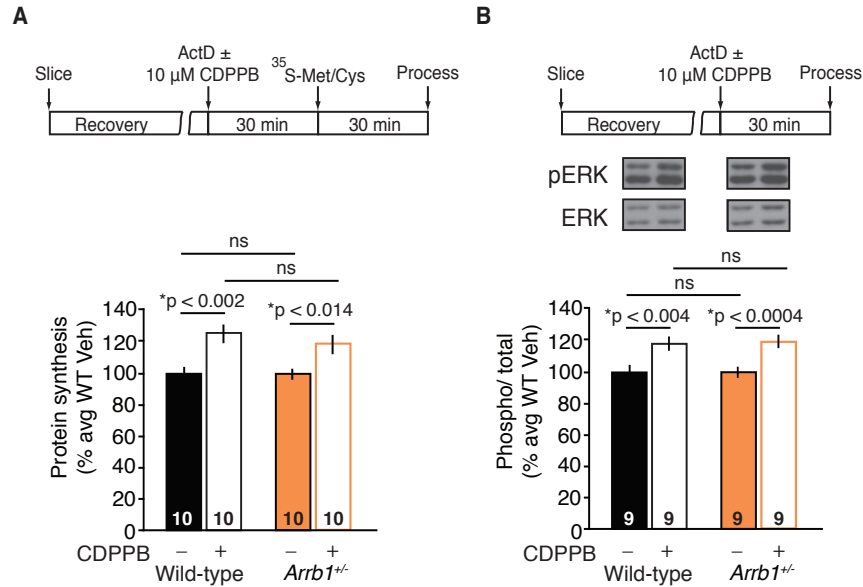 A
ActD ±
10 µM CDPPB
35S-Met/Cys
Slice
Process
Recovery
30 min
30 min
ns
ns
*p < 0.002
*p < 0.014
Protein synthesis
(% avg WT Veh)
140
120
100
80
60
40
20
0
10
10
10
10
CDPPB
–
+
–
+
Wild-type
Arrb1+/-
B
ActD ±
10 µM CDPPB
Slice
Process
Recovery
30 min
pERK
ERK
ns
ns
*p < 0.004
*p < 0.0004
Phospho/ total
(% avg WT Veh)
140
120
100
80
60
40
20
0
9
9
9
9
CDPPB
–
+
–
+
Wild-type
Arrb1+/-